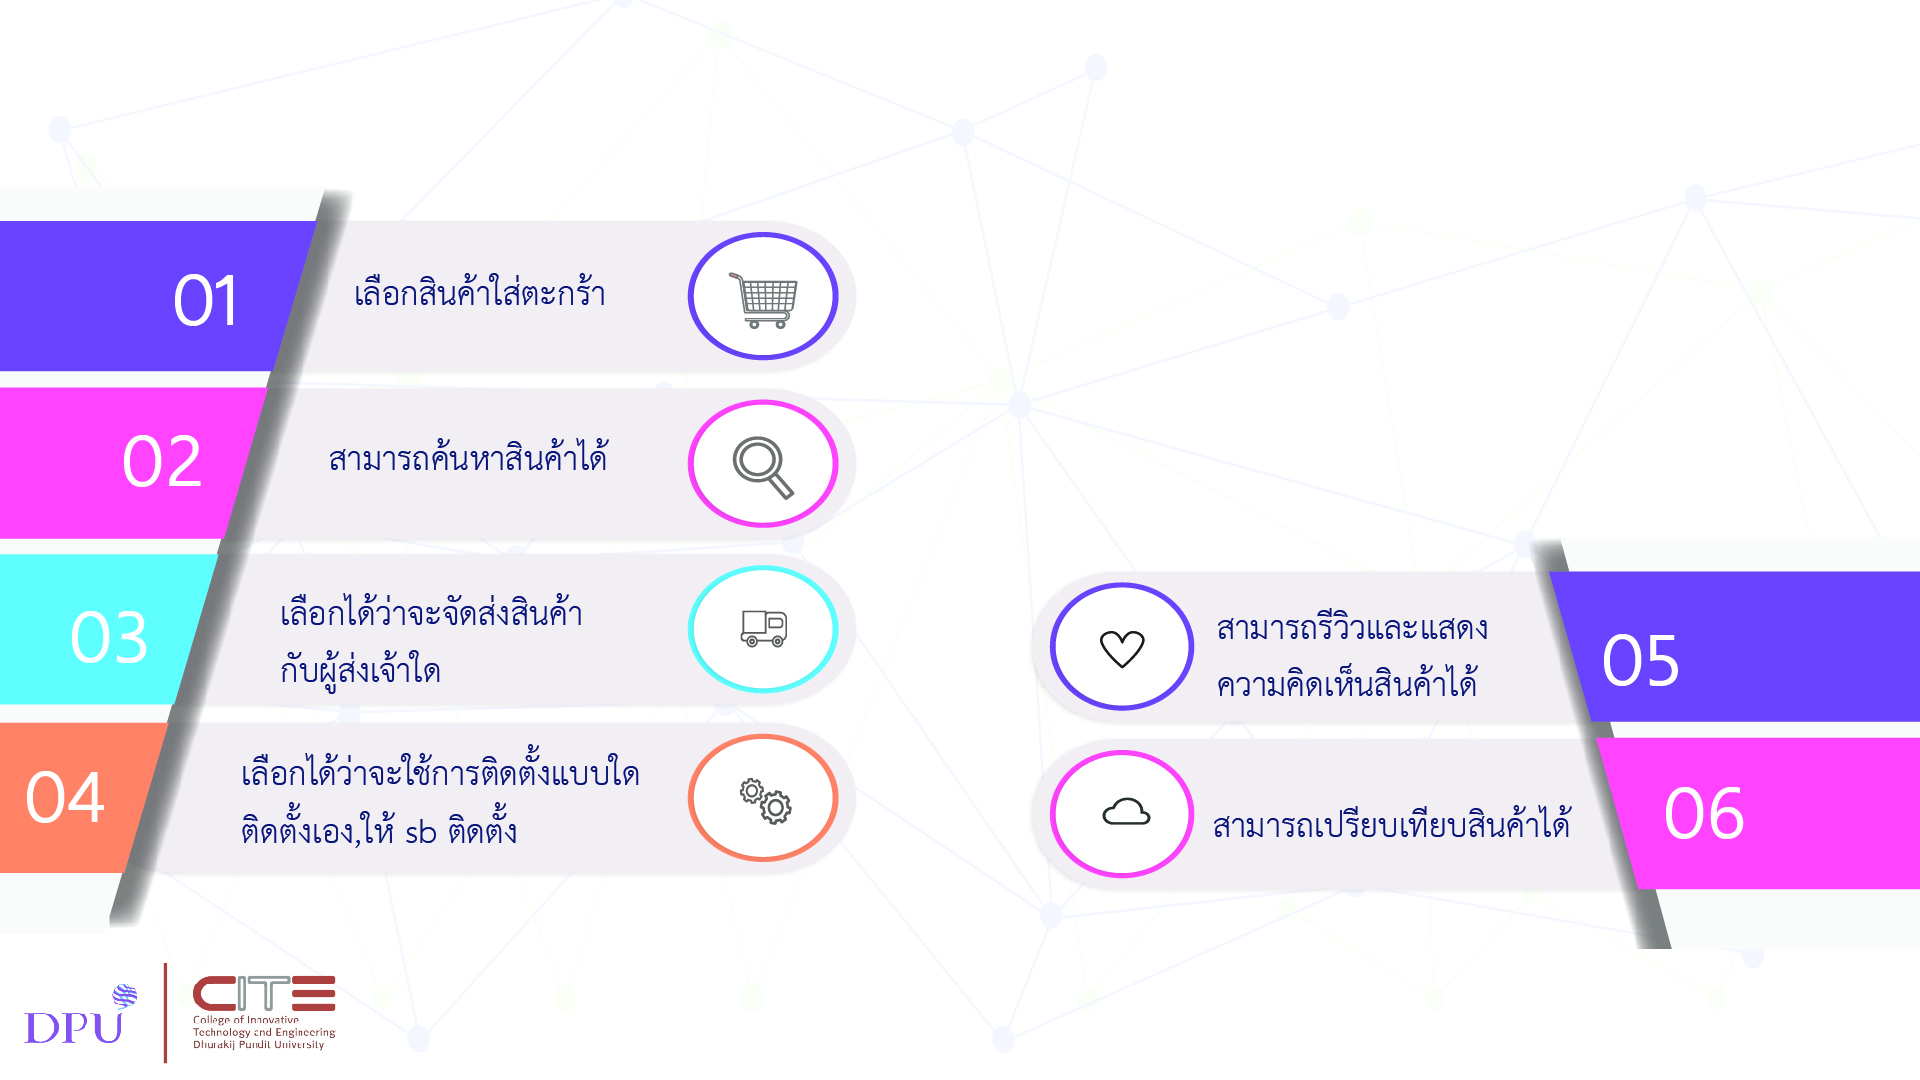 01
เลือกสินค้าใส่ตะกร้า
02
สามารถค้นหาสินค้าได้
03
เลือกได้ว่าจะจัดส่งสินค้า
กับผู้ส่งเจ้าใด
04
เลือกได้ว่าจะใช้การติดตั้งแบบใด
ติดตั้งเอง,ให้ sb ติดตั้ง
สามารถรีวิวและแสดง
ความคิดเห็นสินค้าได้
05
สามารถเปรียบเทียบสินค้าได้
06
DPU
CITE
College of Innovative
Technology and Engineering
Dhurakij Pundit University